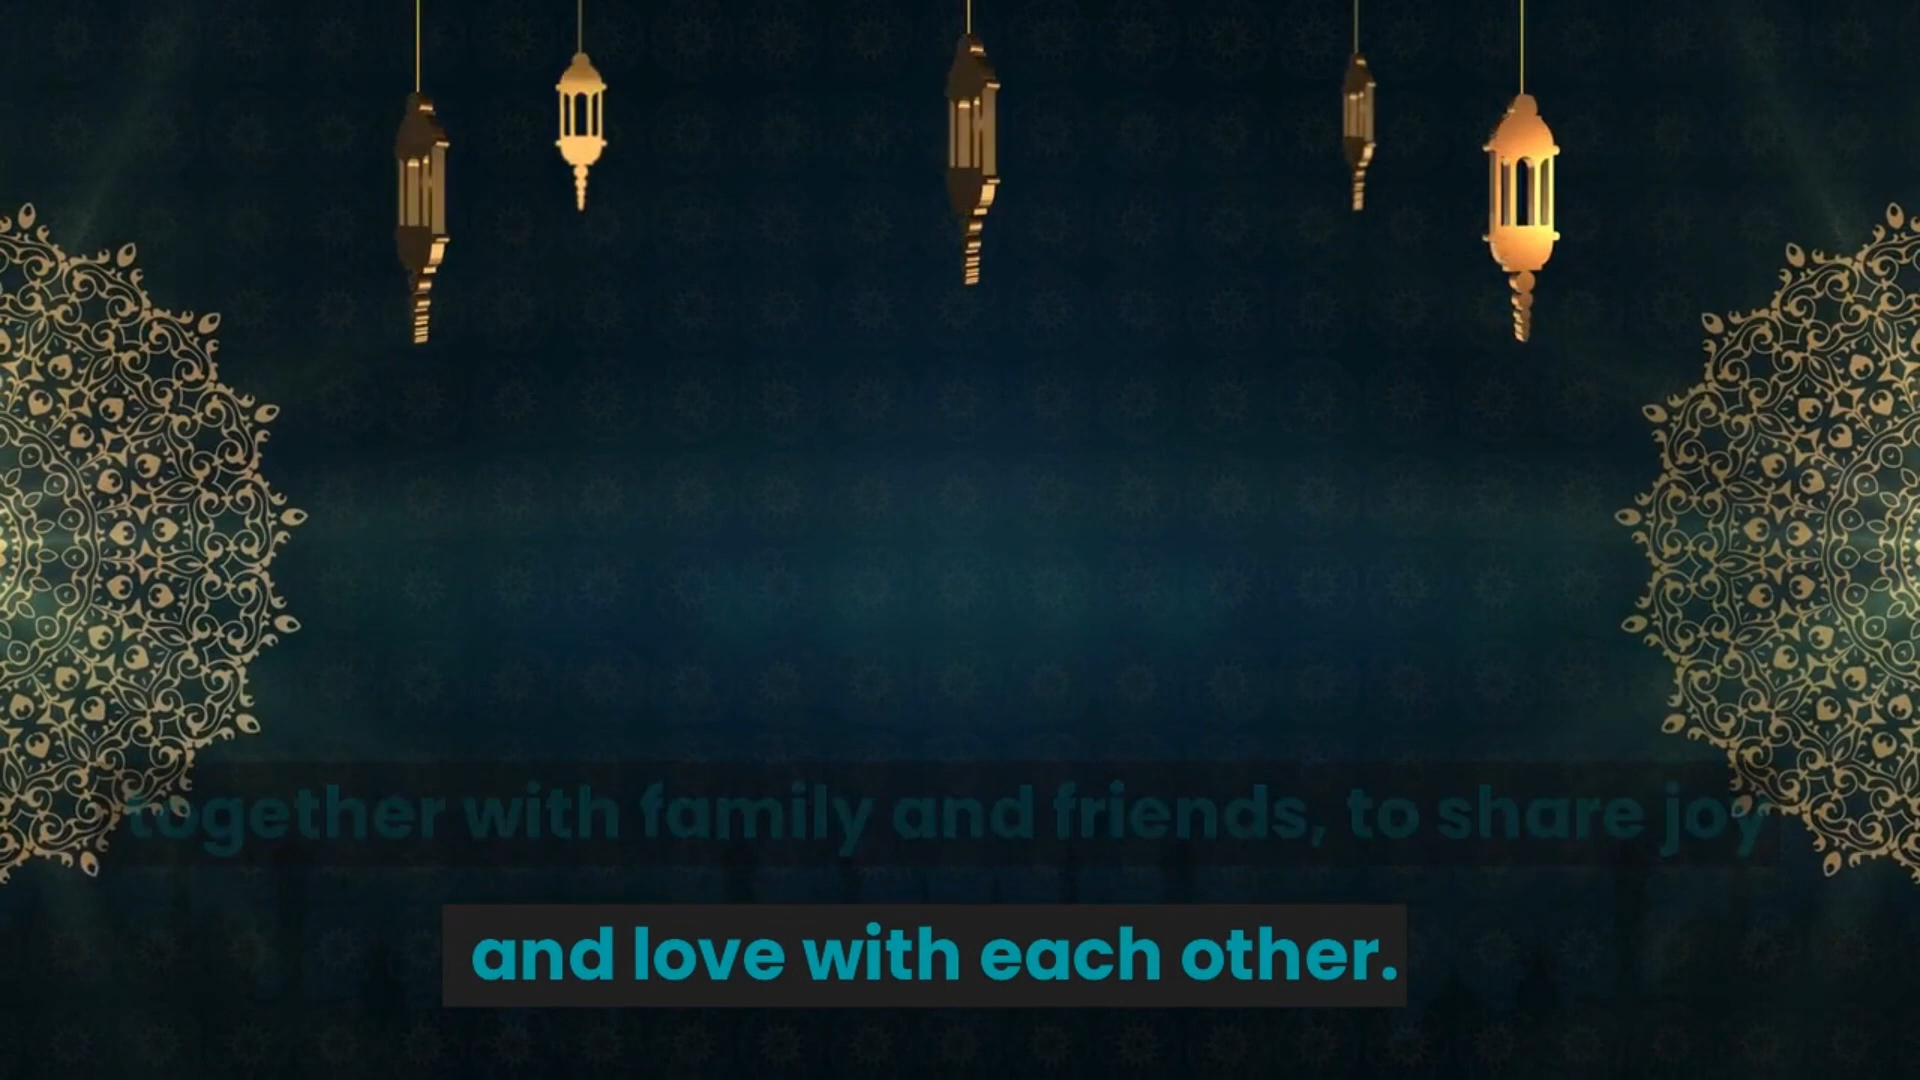 together with family and friends, to share joy
and love with each other.